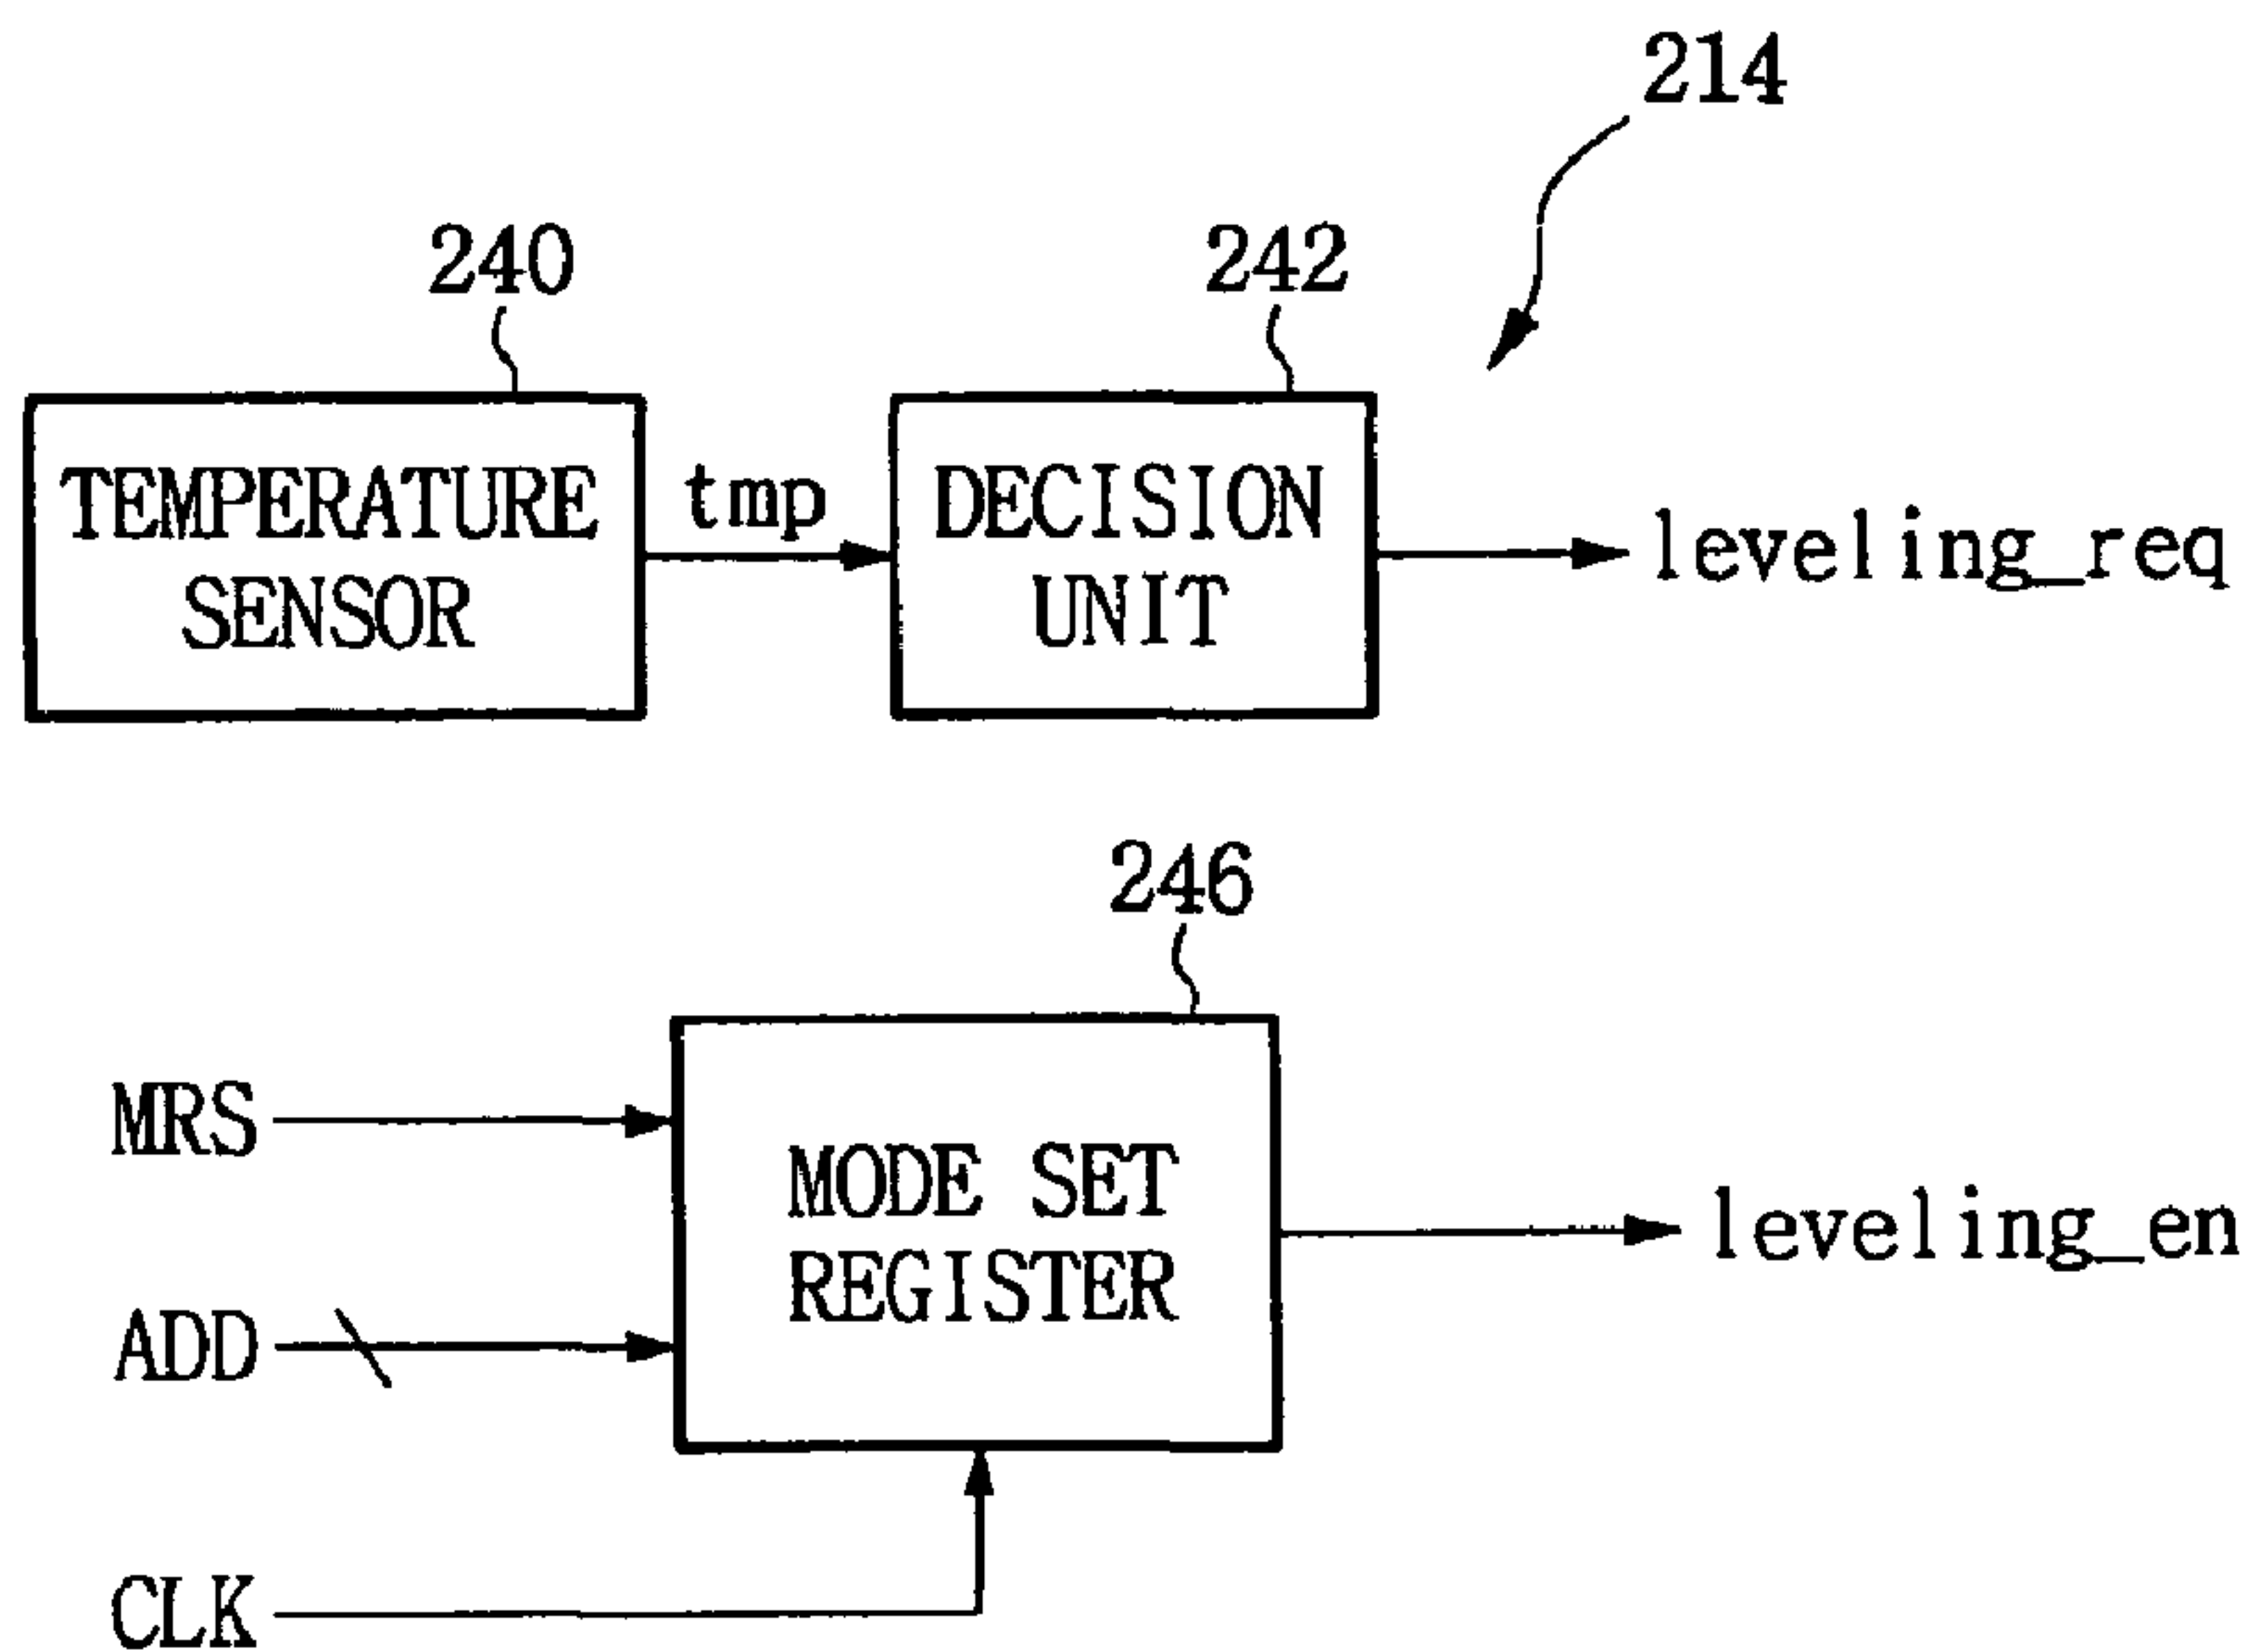 214
240
242
TEMPERATURE
SENSOR
tmp
DECISION
UNIT
leveling_req
246
MRS
ADD
CLK
MODE SET
REGISTER
leveling_en